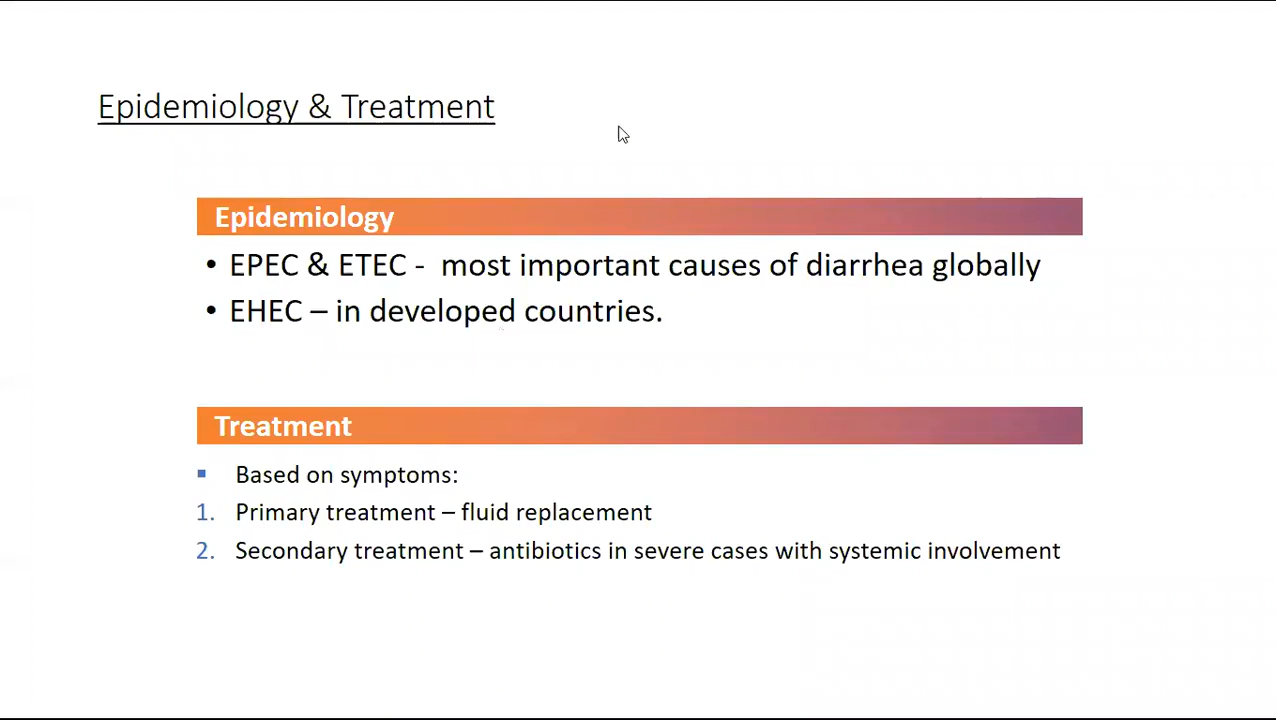 Epidemiology & Treatment
Epidemiology
• EPEC & ETEC - most important causes of diarrhea globally
• EHEC – in developed countries.
Treatment
▪ Based on symptoms:
1. Primary treatment – fluid replacement
2. Secondary treatment – antibiotics in severe cases with systemic involvement